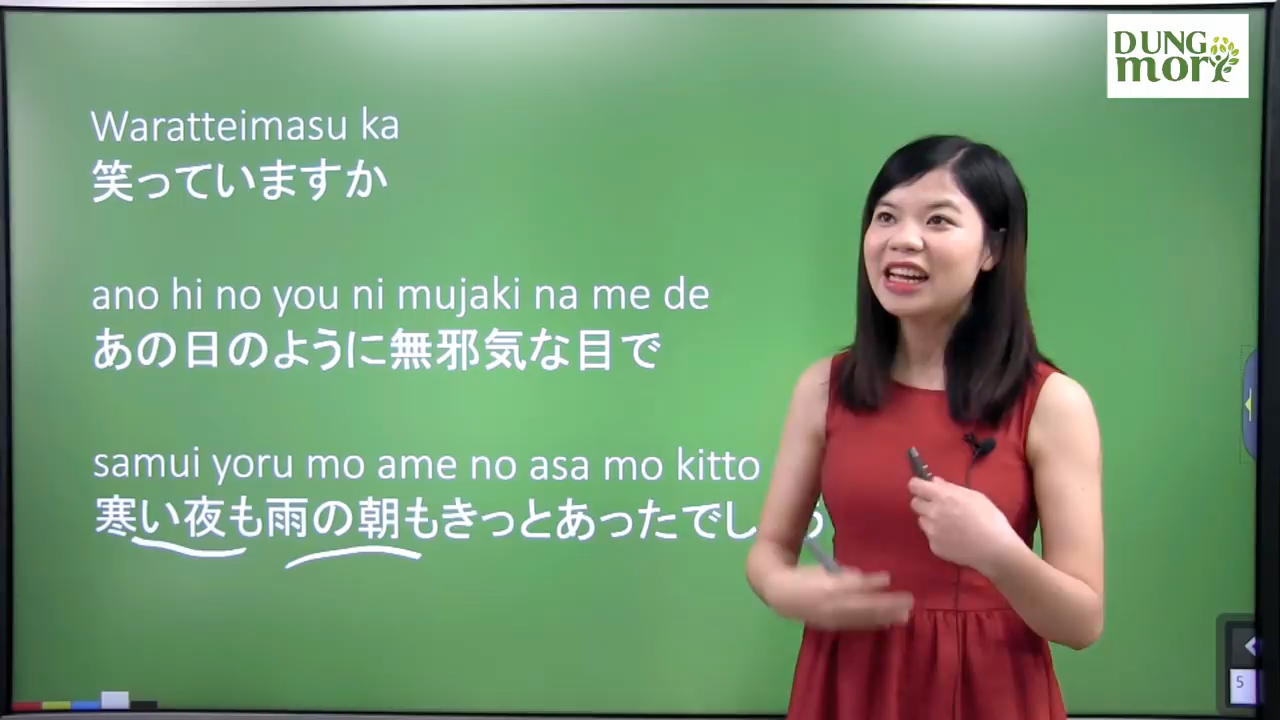 DUNG
mori
Waratteimasu ka
笑っていますか
ano hi no you ni mujaki na me de
あの日のように無邪気な目で
samui yoru mo ame no asa mo kitto
寒い夜も雨の朝もきっとあったでし
5